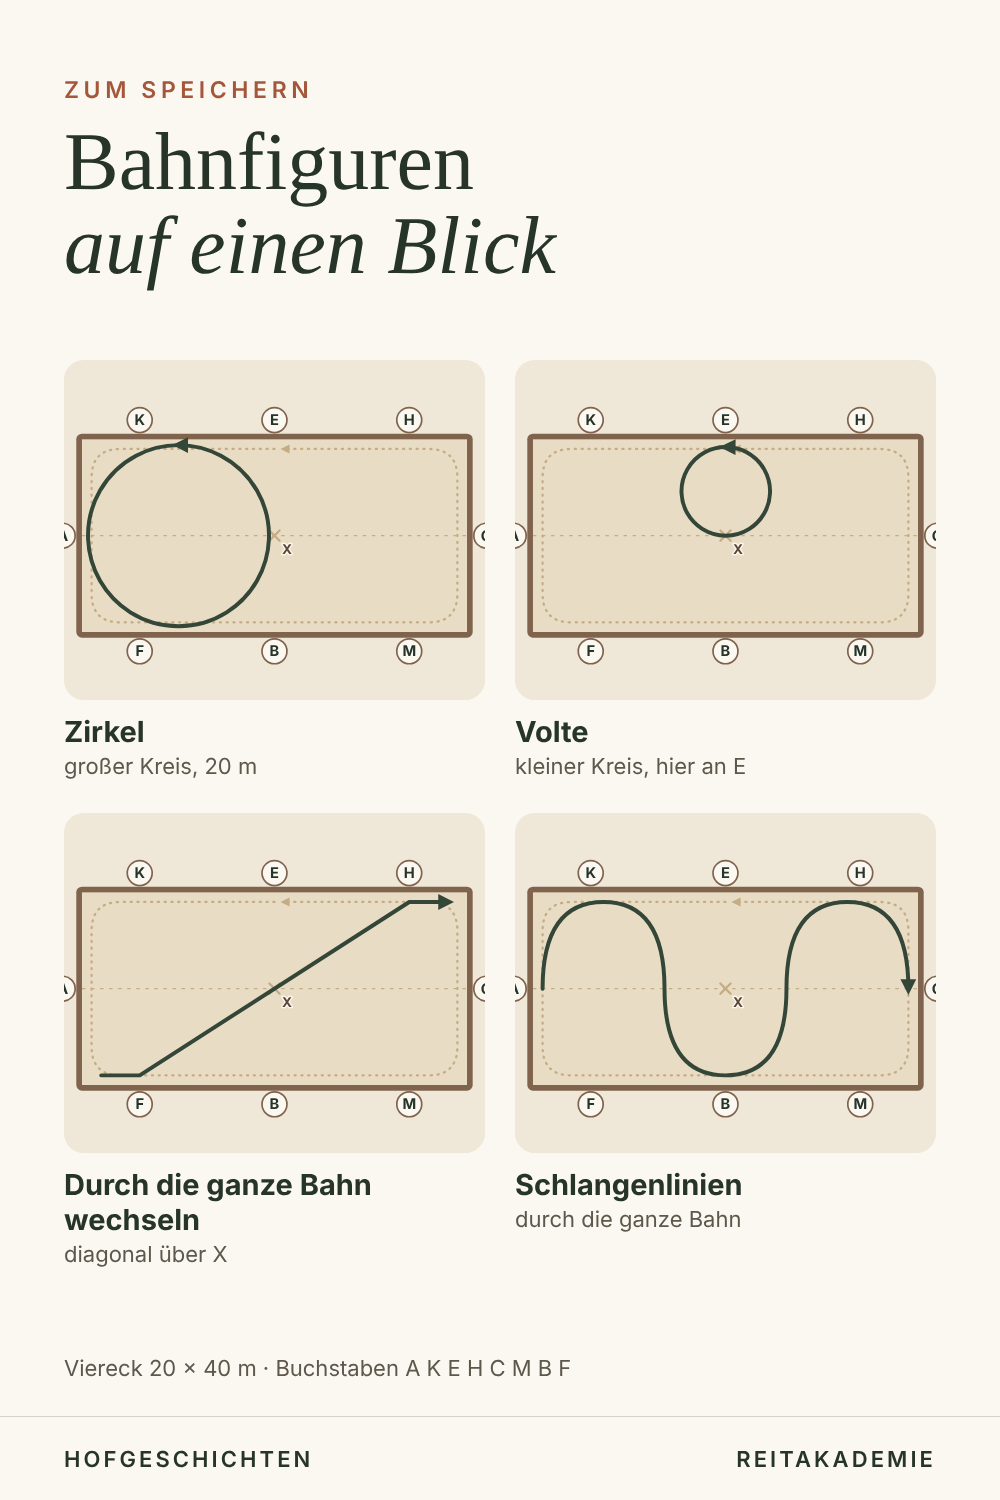 ZUM SPEICHERN
Bahnfiguren
auf einen Blick
K E H
A X
F B M
K E H
A X
F B M
Zirkel
großer Kreis, 20 m
Volte
kleiner Kreis, hier an E
K E H
A X
F B M
K E H
A X
F B M
Durch die ganze Bahn
wechseln
diagonal über X
Schlangenlinien
durch die ganze Bahn
Viereck 20 × 40 m · Buchstaben A K E H C M B F
HOFGESCHICHTEN
REITAKADEMIE